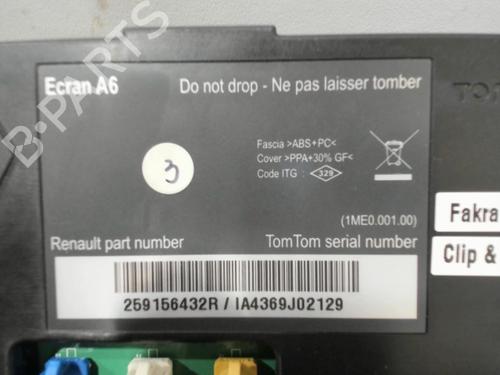 Ecran A6
Do not drop - Ne pas laisser tomber
3
Fascia >ABS+PC<
Cover >PPA+30% GF<
Code ITG : 329
(1ME0.001.00)
Fakra
Clip &
Renault part number
TomTom serial number
259156432R / IA4369J02129